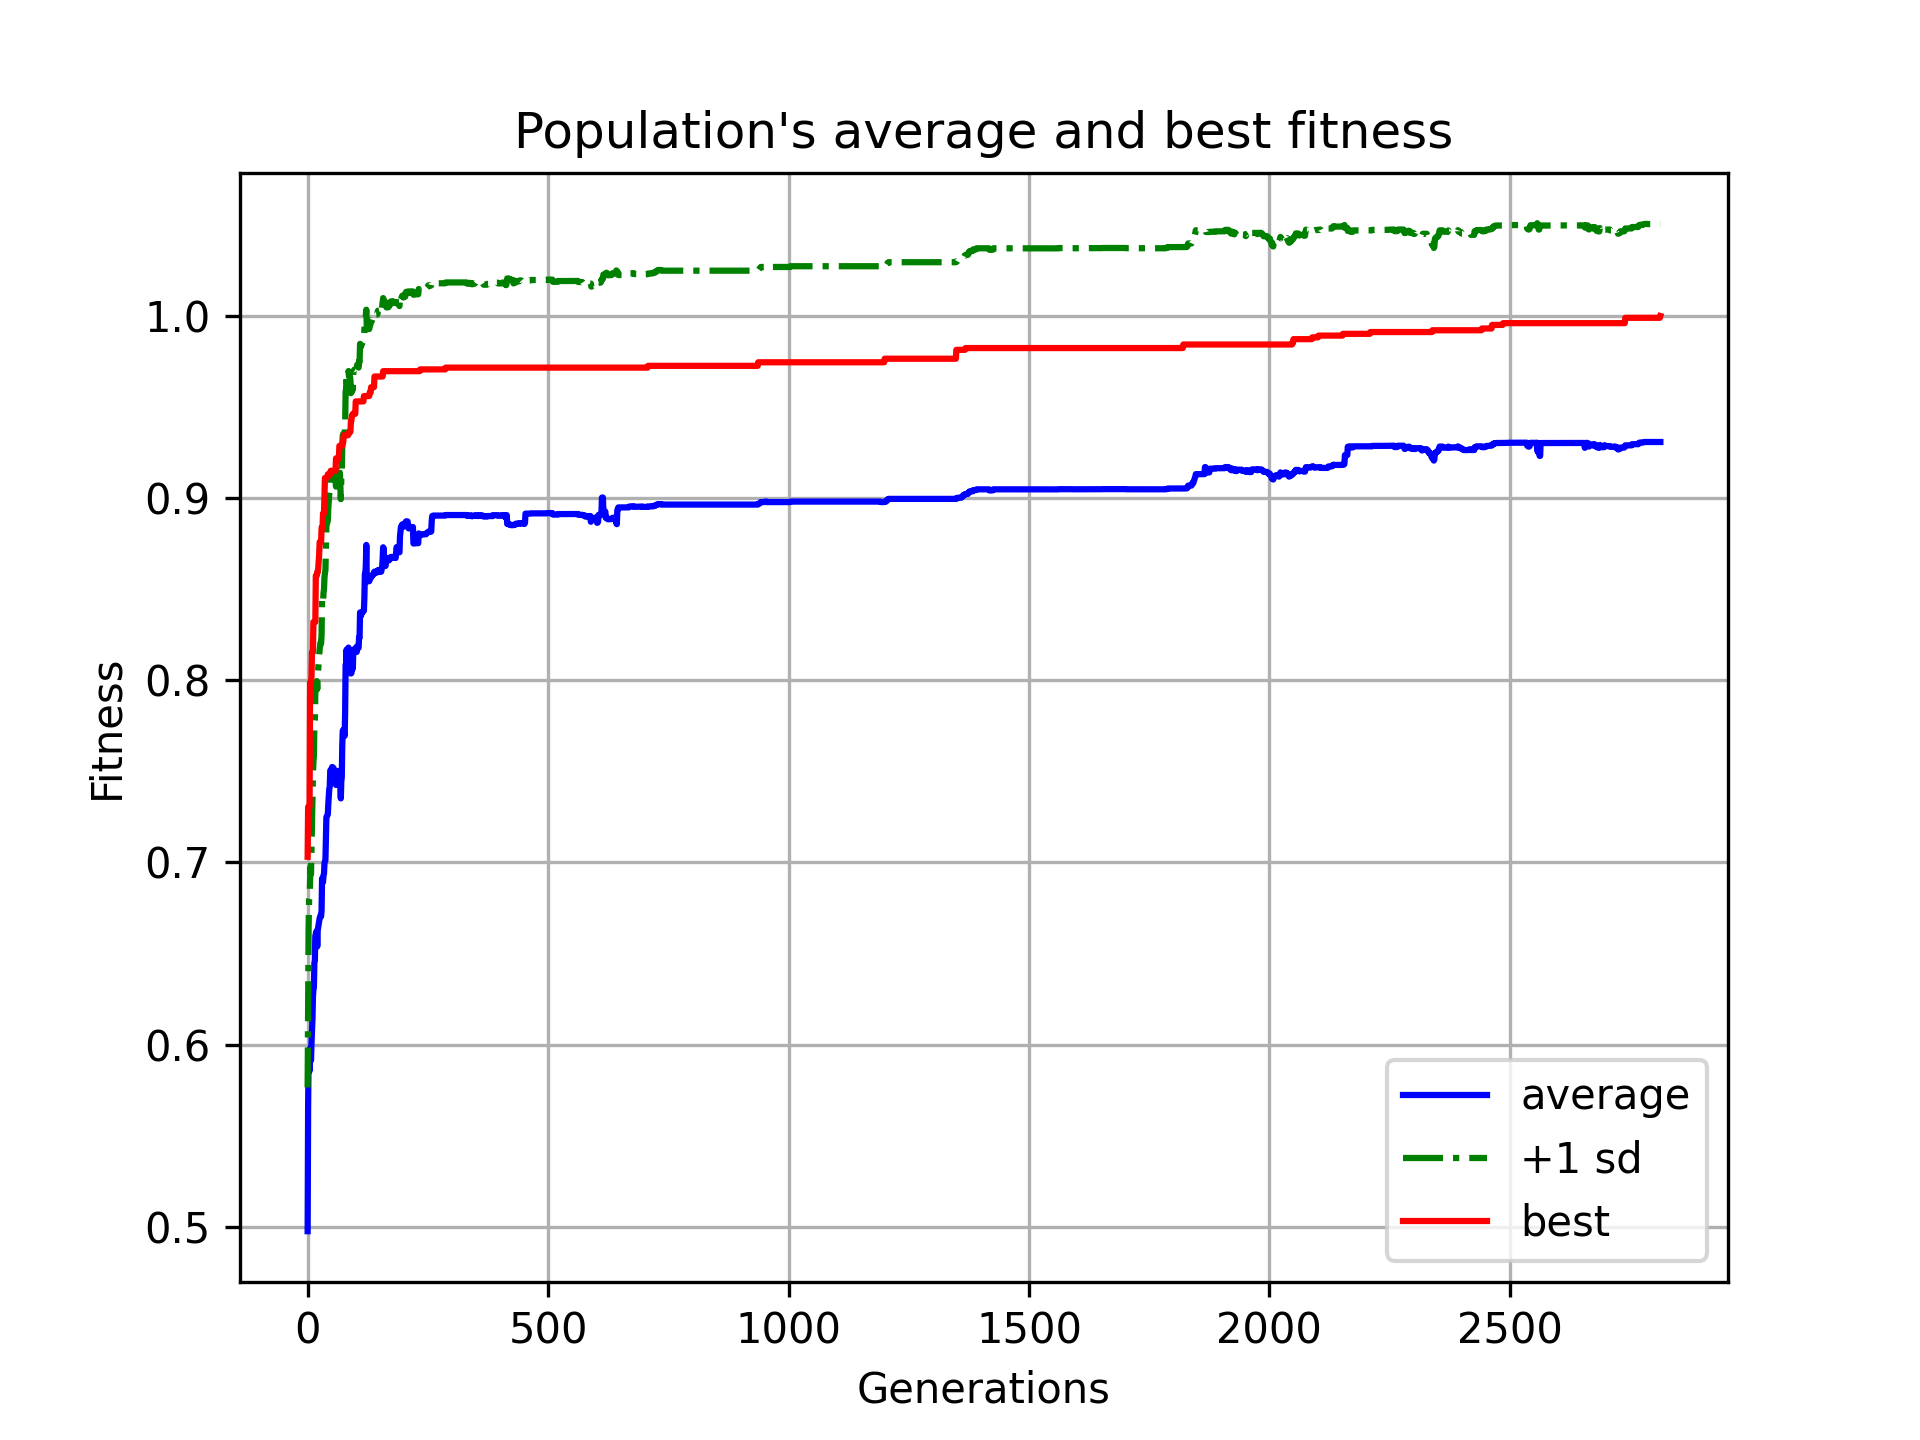 Population's average and best fitness
1.0
0.9
0.8
0.7
0.6
0.5
Fitness
0 500 1000 1500 2000 2500
Generations
average
+1 sd
best